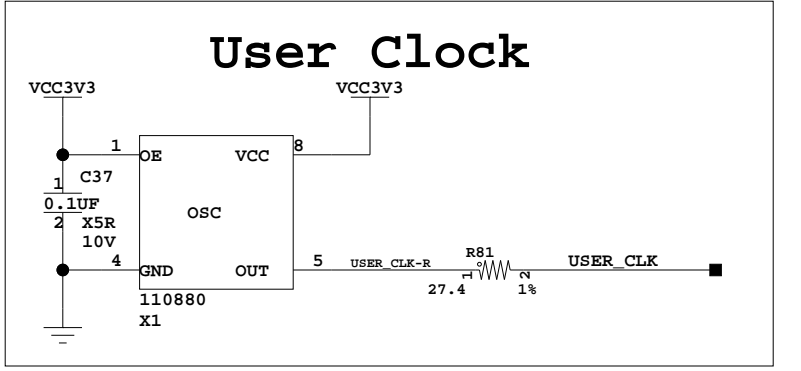 User Clock
VCC3V3
VCC3V3
1
OE
VCC
8
C37
1
0.1UF
2
X5R
10V
OSC
4
GND
OUT
5
USER_CLK-R
R81
1
2
27.4
1%
USER_CLK
110880
X1